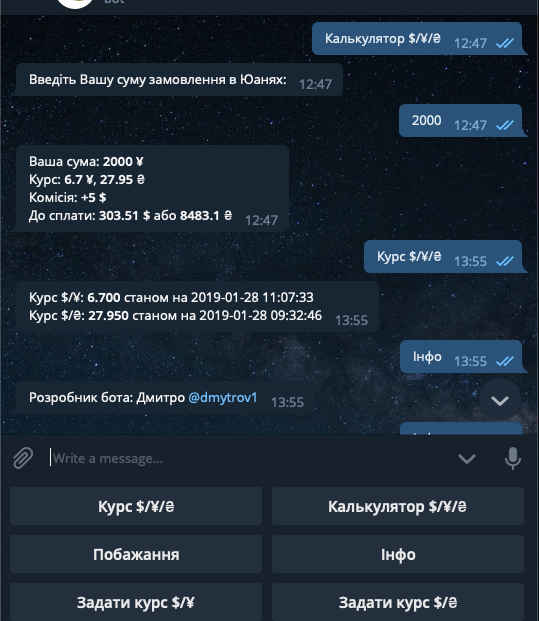 bot
Калькулятор $/¥/₴ 12:47
Введіть Вашу суму замовлення в Юанях: 12:47
2000 12:47
Ваша сума: 2000 ¥
Курс: 6.7 ¥, 27.95 ₴
Комісія: +5 $
До сплати: 303.51 $ або 8483.1 ₴ 12:47
Курс $/¥/₴ 13:55
Курс $/¥: 6.700 станом на 2019-01-28 11:07:33
Курс $/₴: 27.950 станом на 2019-01-28 09:32:46 13:55
Інфо 13:55
Розробник бота: Дмитро @dmytrov1 13:55
Write a message...
Курс $/¥/₴ Калькулятор $/¥/₴
Побажання Інфо
Задати курс $/¥ Задати курс $/₴